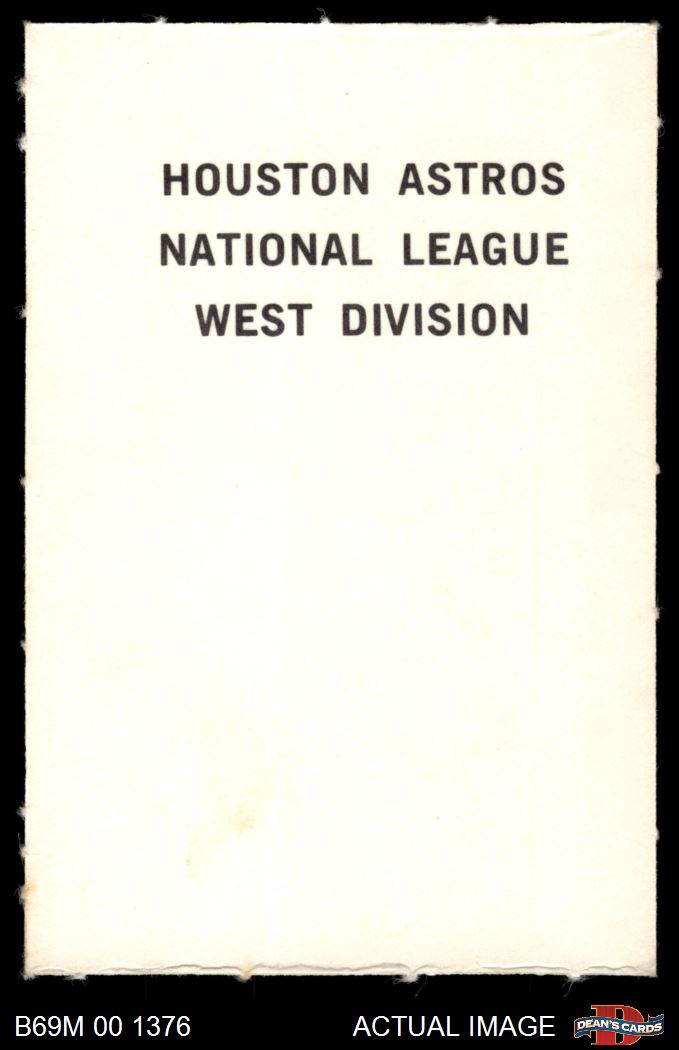 HOUSTON ASTROS
NATIONAL LEAGUE
WEST DIVISION
B69M 00 1376 ACTUAL IMAGE DEAN'S CARDS